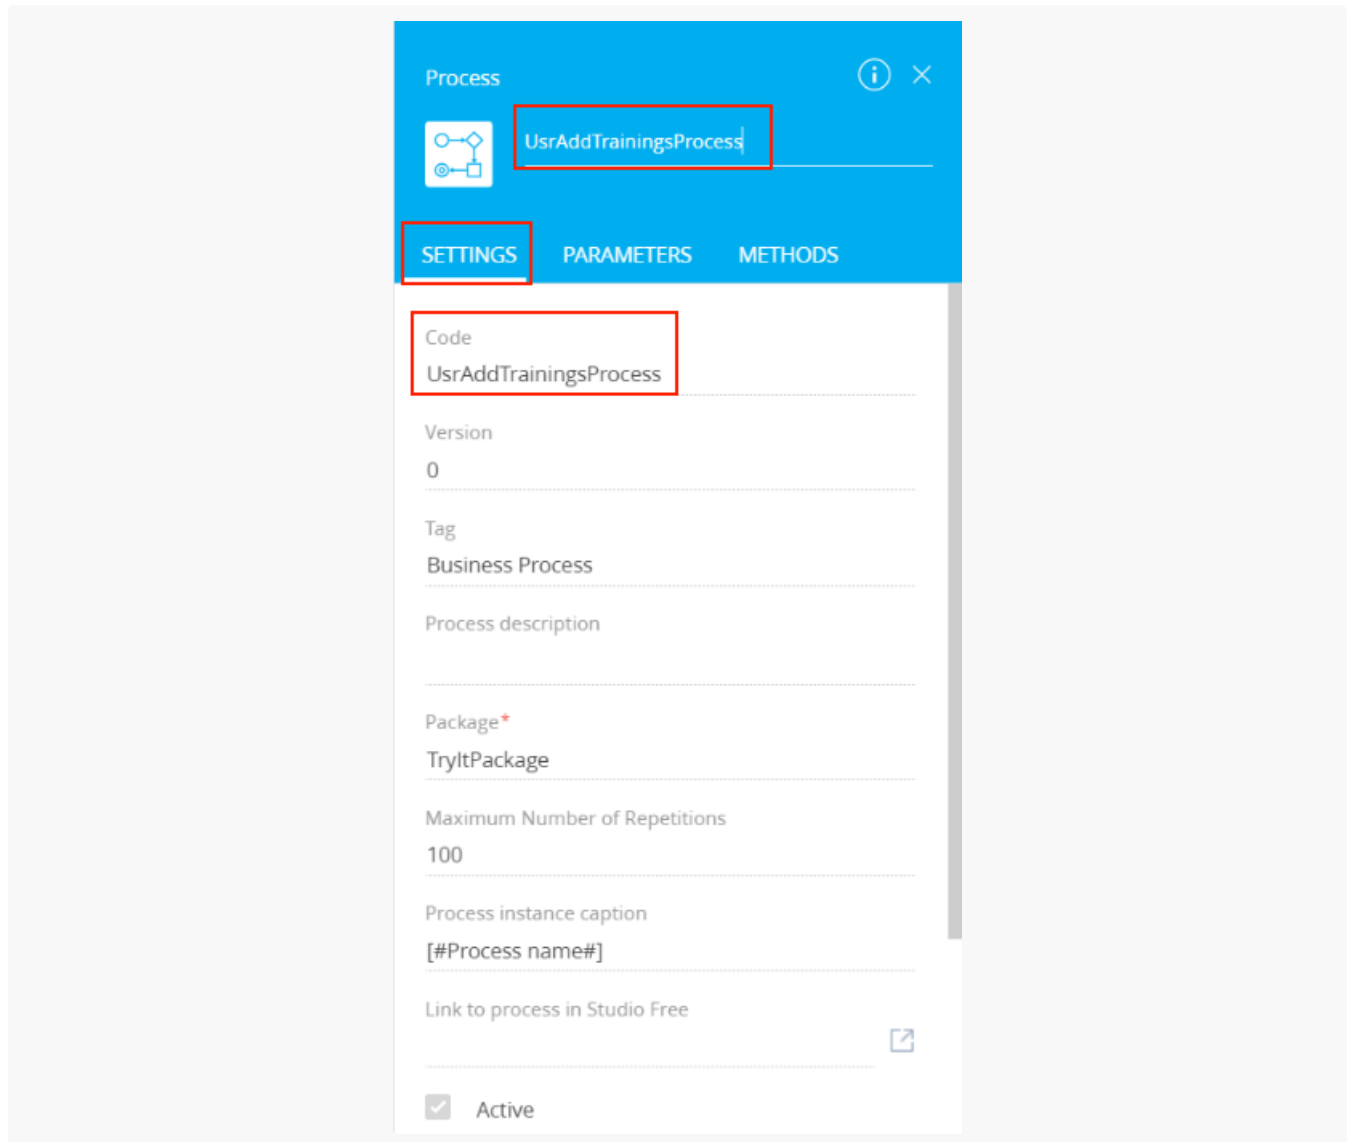 Process
UsrAddTrainingsProcess
SETTINGS PARAMETERS METHODS
Code
UsrAddTrainingsProcess
Version
0
Tag
Business Process
Process description
Package*
TryItPackage
Maximum Number of Repetitions
100
Process instance caption
[#Process name#]
Link to process in Studio Free
Active